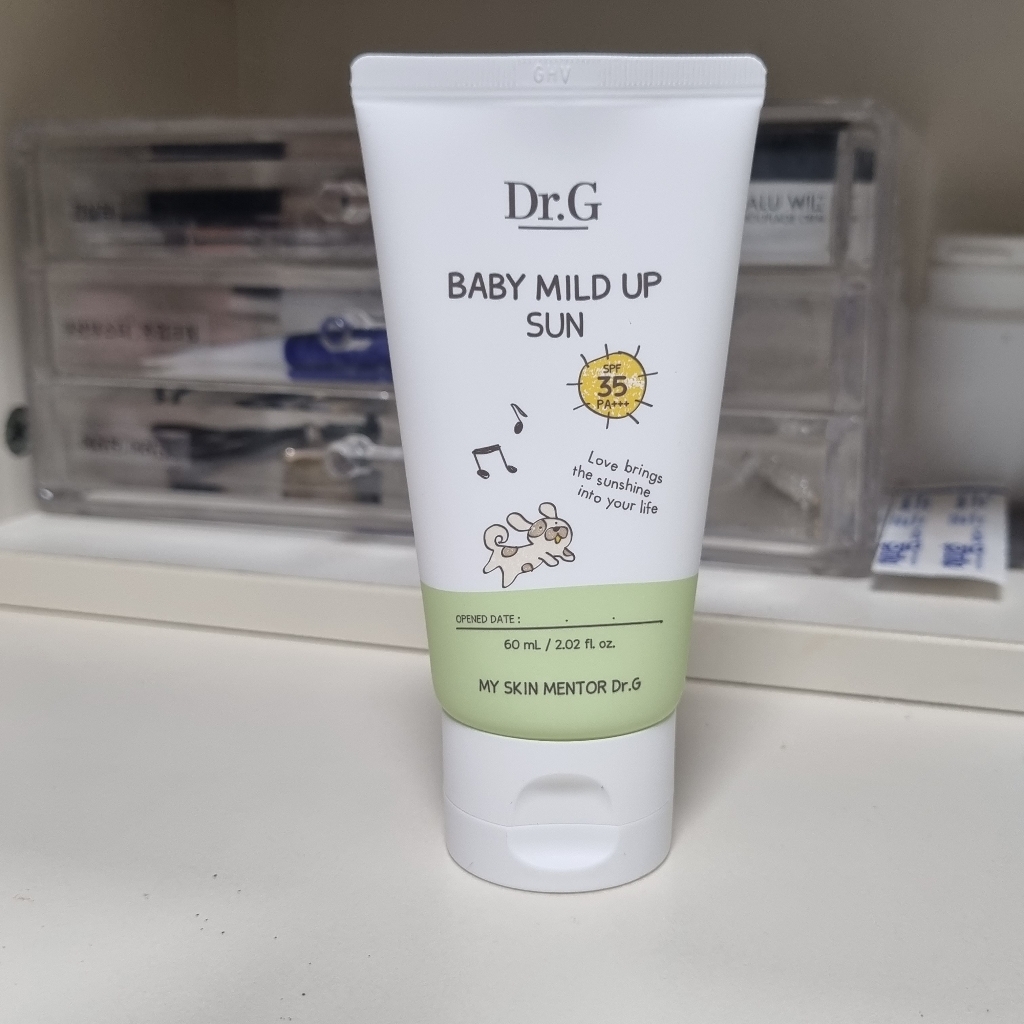 Dr.G
BABY MILD UP
SUN
SPF
35
PA+++
Love brings
the sunshine
into your life
OPENED DATE : . .
60 mL / 2.02 fl. oz.
MY SKIN MENTOR Dr.G